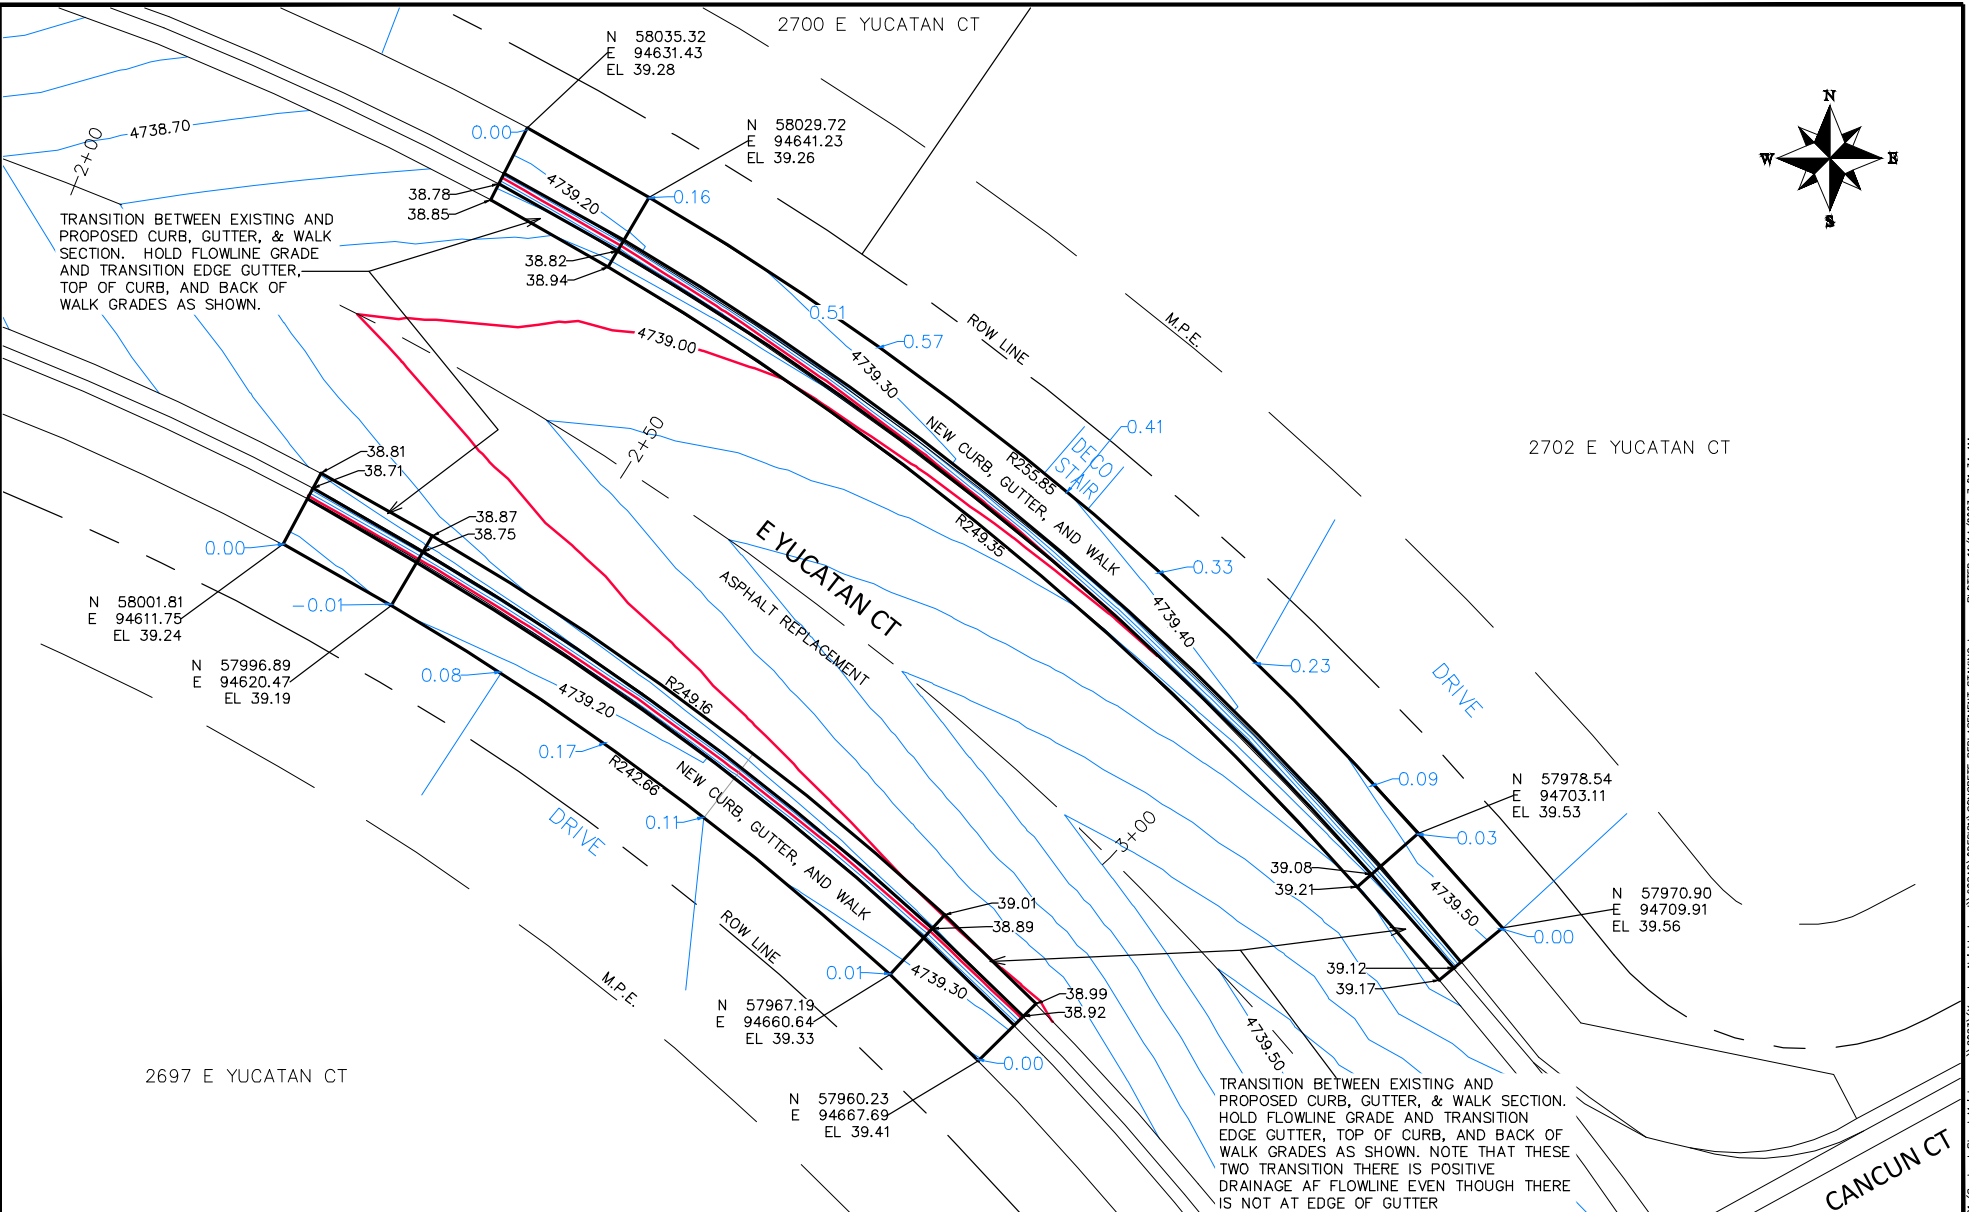 2700 E YUCATAN CT
N 58035.32
E 94631.43
EL 39.28
N 58029.72
E 94641.23
EL 39.26
N
W
E
S
0.00
0.16
4738.70
2+00
4739.20
38.78
38.85
38.82
38.94
TRANSITION BETWEEN EXISTING AND
PROPOSED CURB, GUTTER, & WALK
SECTION. HOLD FLOWLINE GRADE
AND TRANSITION EDGE GUTTER,
TOP OF CURB, AND BACK OF
WALK GRADES AS SHOWN.
0.51
0.57
4739.00
4739.30
ROW LINE
M.P.E.
0.41
DECO
STAIR
2702 E YUCATAN CT
2+50
NEW CURB, GUTTER, AND WALK
R255.85
R249.35
38.81
38.71
38.87
38.75
0.00
-0.01
N 58001.81
E 94611.75
EL 39.24
N 57996.89
E 94620.47
EL 39.19
E YUCATAN CT
ASPHALT REPLACEMENT
0.33
4739.40
0.23
DRIVE
0.08
4739.20
R249.16
0.17
R242.66
DRIVE
0.11
NEW CURB, GUTTER, AND WALK
0.09
N 57978.54
E 94703.11
EL 39.53
0.03
3+00
39.08
39.21
4739.50
N 57970.90
E 94709.91
EL 39.56
0.00
39.01
38.89
ROW LINE
M.P.E.
0.01
4739.30
39.12
39.17
38.99
38.92
N 57967.19
E 94660.64
EL 39.33
4739.50
0.00
2697 E YUCATAN CT
N 57960.23
E 94667.69
EL 39.41
TRANSITION BETWEEN EXISTING AND
PROPOSED CURB, GUTTER, & WALK SECTION.
HOLD FLOWLINE GRADE AND TRANSITION
EDGE GUTTER, TOP OF CURB, AND BACK OF
WALK GRADES AS SHOWN. NOTE THAT THESE
TWO TRANSITION THERE IS POSITIVE
DRAINAGE AF FLOWLINE EVEN THOUGH THERE
IS NOT AT EDGE OF GUTTER
CANCUN CT